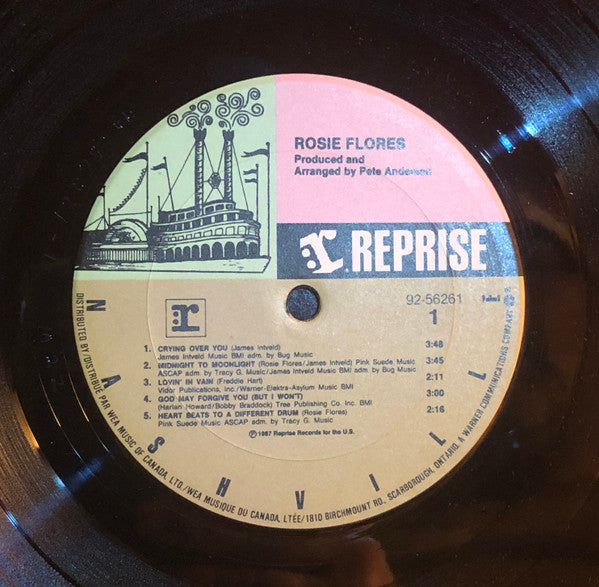 ROSIE FLORES
Produced and
Arranged by Pete Anderson
r REPRISE
92-56261
1
r
1. CRYING OVER YOU (James Intveld) 3:48
James Intveld Music BMI adm. by Bug Music
2. MIDNIGHT TO MOONLIGHT (Rosie Flores/James Intveld) Pink Suede Music 3:45
ASCAP adm by Tracy G. Music/James Intveld Music BMI adm. by Bug Music
3. LOVIN' IN VAIN (Freddie Hart) 2:11
Vidor Publications, Inc./Warner-Elektra-Asylum Music BMI
4. GOD MAY FORGIVE YOU (BUT I WON'T) 3:00
(Harlan Howard/Bobby Braddock) Tree Publishing Co. Inc. BMI
5. HEART BEATS TO A DIFFERENT DRUM (Rosie Flores) 2:16
Pink Suede Music ASCAP adm. by Tracy G. Music
℗ 1987 Reprise Records for the U.S.
NASHVILL
DISTRIBUTED BY/DISTRIBUÉ PAR WEA MUSIC OF CANADA, LTD./WEA MUSIQUE DU CANADA, LTÉE/1810 BIRCHMOUNT RD., SCARBOROUGH, ONTARIO. A WARNER COMMUNICATIONS COMPANY